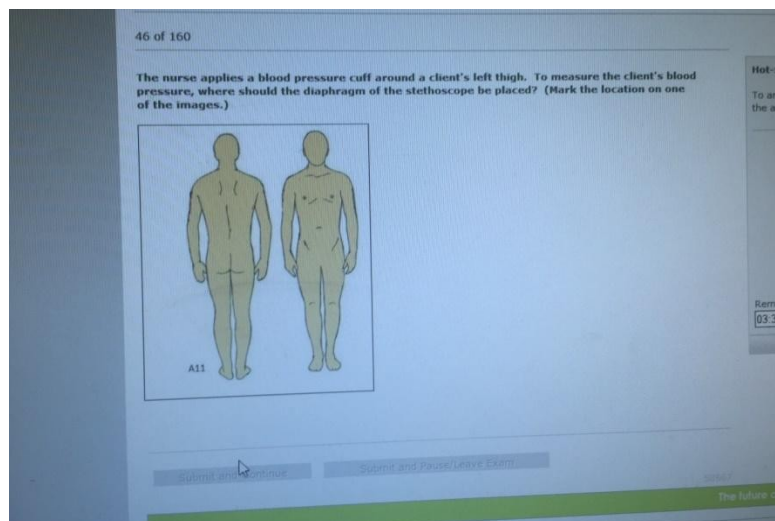 46 of 160
The nurse applies a blood pressure cuff around a client's left thigh. To measure the client's blood
pressure, where should the diaphragm of the stethoscope be placed? (Mark the location on one
of the images.)
Hot-
To
the
A11
03:3
Submit and Continue
Submit and Pause/Leave Exam
The future